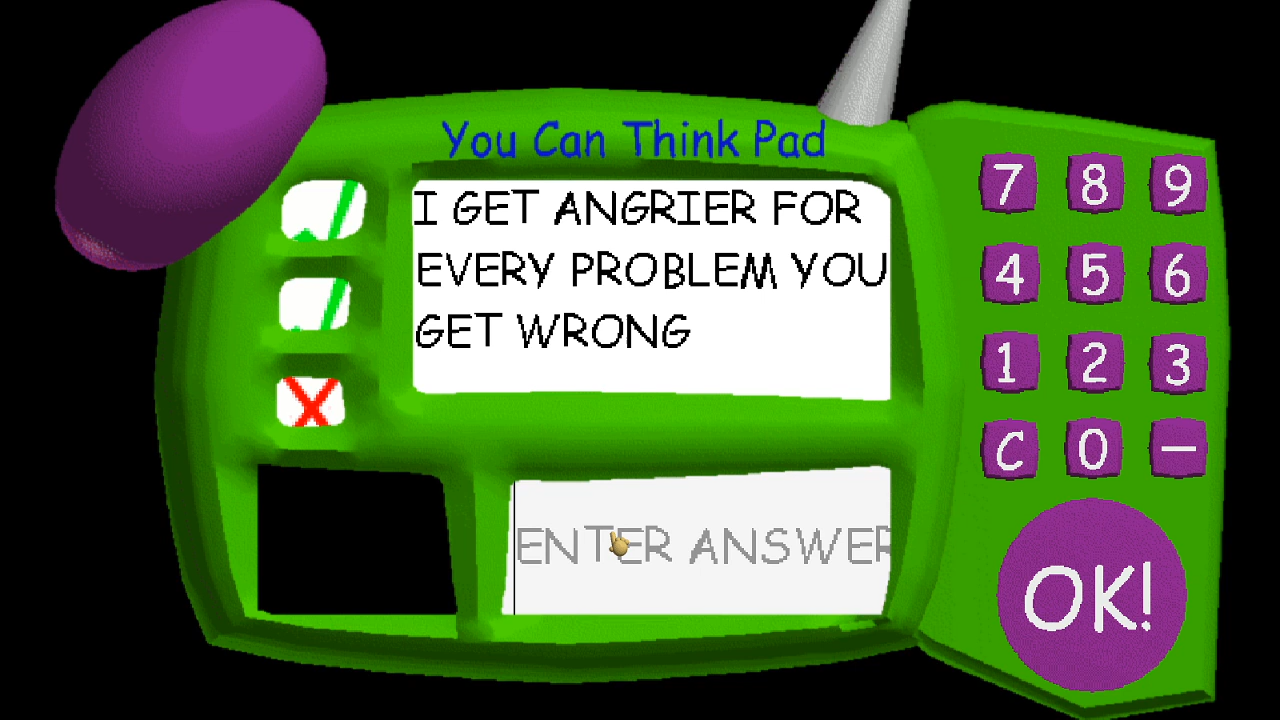 You Can Think Pad
I GET ANGRIER FOR
EVERY PROBLEM YOU
GET WRONG
ENTER ANSWER
7 8 9
4 5 6
1 2 3
C 0 –
OK!